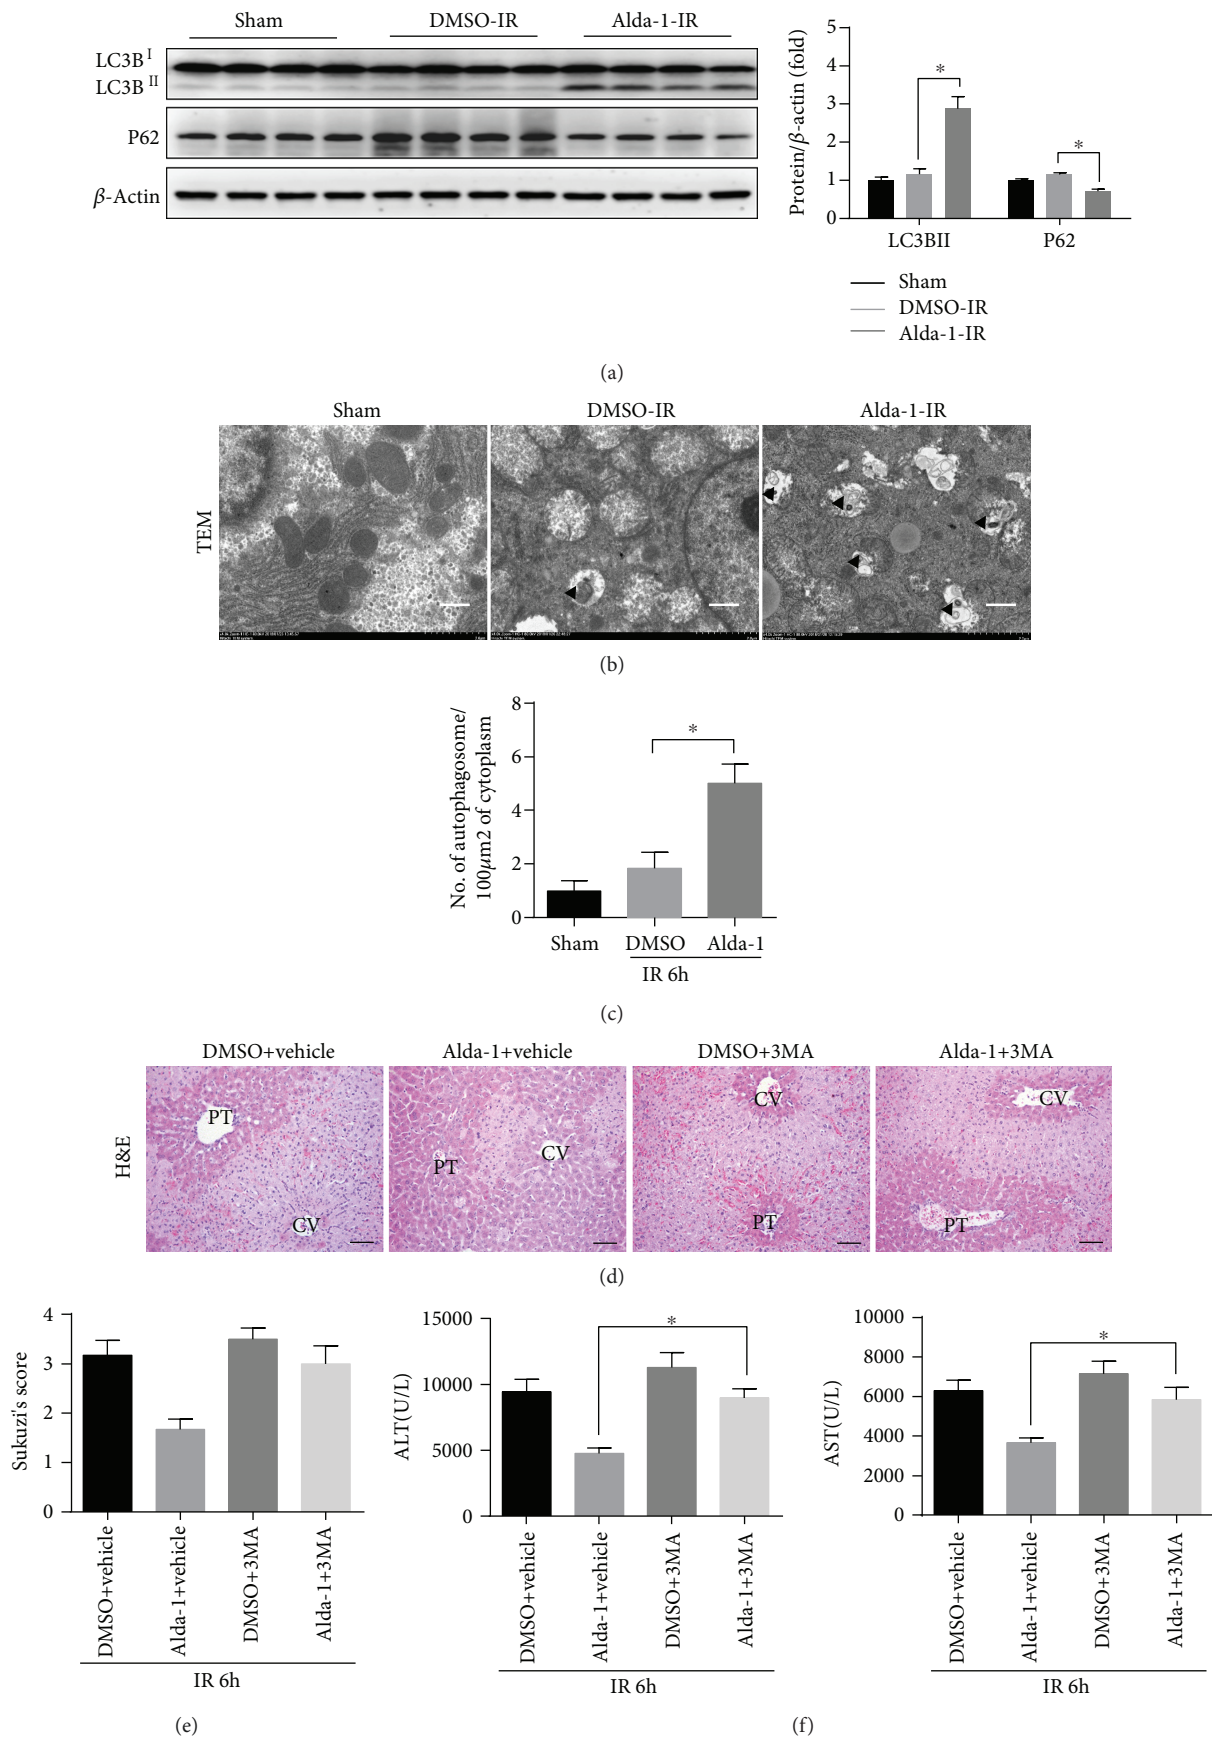 Sham DMSO-IR Alda-1-IR
LC3B I
LC3B II
P62
β-Actin
Protein/β-actin (fold)
5
4
3
2
1
0
*
*
LC3BII P62
Sham
DMSO-IR
Alda-1-IR
(a)
Sham DMSO-IR Alda-1-IR
TEM
(b)
No. of autophagosome/
100μm2 of cytoplasm
8
6
4
2
0
*
Sham DMSO Alda-1
IR 6h
(c)
DMSO+vehicle Alda-1+vehicle DMSO+3MA Alda-1+3MA
H&E
PT
CV
PT
CV
CV
PT
CV
PT
(d)
Sukuzi's score
4
3
2
1
0
DMSO+vehicle
Alda-1+vehicle
DMSO+3MA
Alda-1+3MA
IR 6h
(e)
ALT(U/L)
15000
10000
5000
0
*
DMSO+vehicle
Alda-1+vehicle
DMSO+3MA
Alda-1+3MA
IR 6h
AST(U/L)
10000
8000
6000
4000
2000
0
*
DMSO+vehicle
Alda-1+vehicle
DMSO+3MA
Alda-1+3MA
IR 6h
(f)